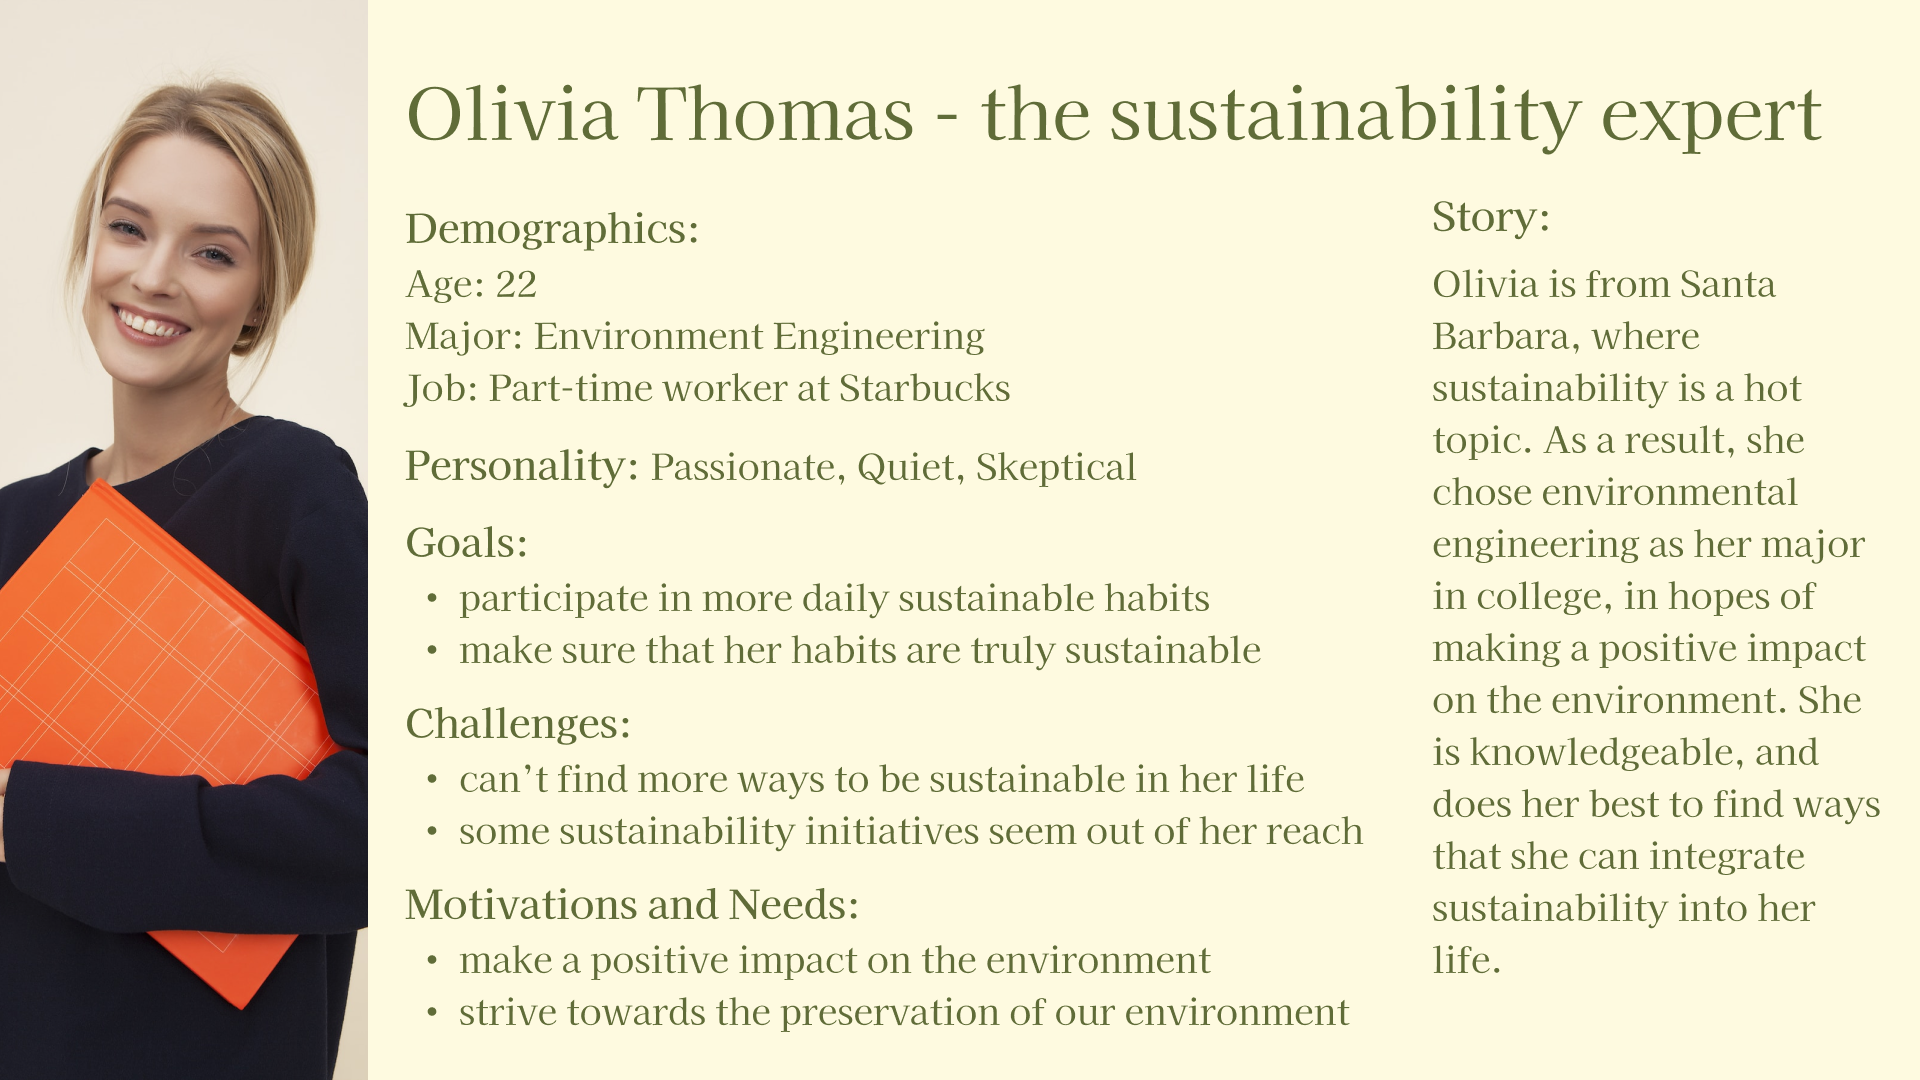 Olivia Thomas - the sustainability expert
Demographics:
Age: 22
Major: Environment Engineering
Job: Part-time worker at Starbucks
Personality: Passionate, Quiet, Skeptical
Goals:
• participate in more daily sustainable habits
• make sure that her habits are truly sustainable
Challenges:
• can’t find more ways to be sustainable in her life
• some sustainability initiatives seem out of her reach
Motivations and Needs:
• make a positive impact on the environment
• strive towards the preservation of our environment
Story:
Olivia is from Santa
Barbara, where
sustainability is a hot
topic. As a result, she
chose environmental
engineering as her major
in college, in hopes of
making a positive impact
on the environment. She
is knowledgeable, and
does her best to find ways
that she can integrate
sustainability into her
life.